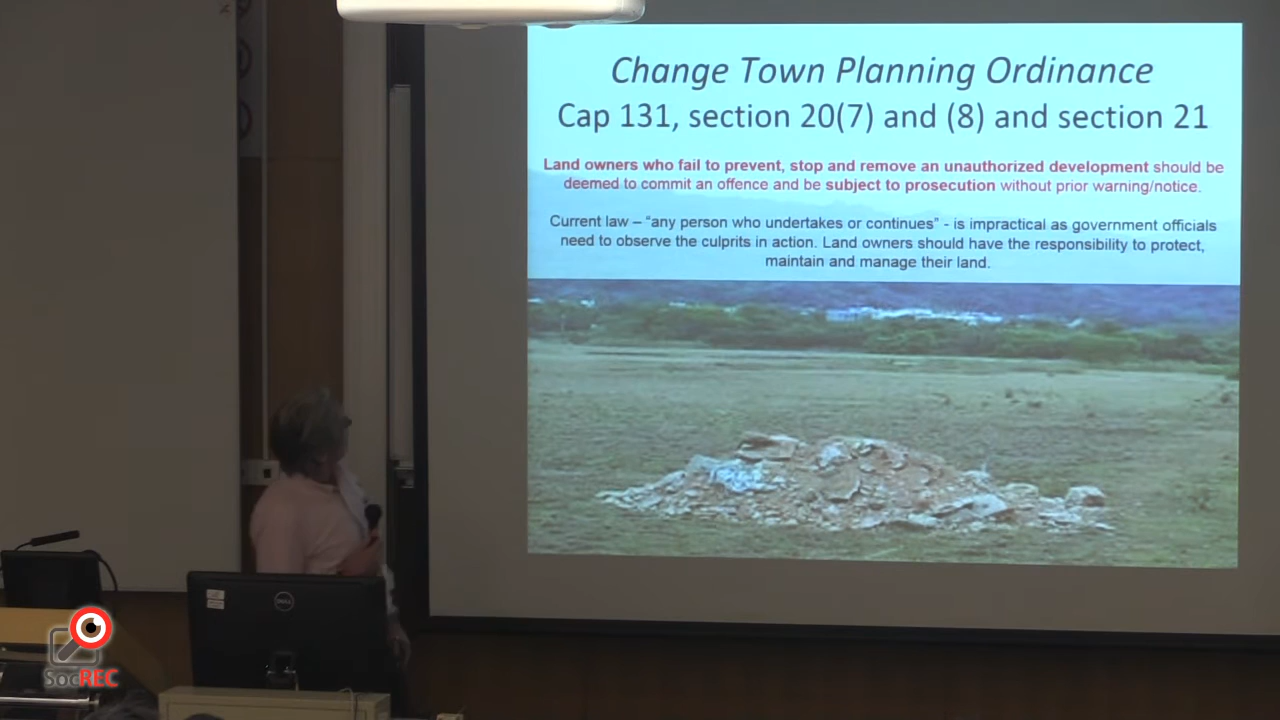 Change Town Planning Ordinance
Cap 131, section 20(7) and (8) and section 21
Land owners who fail to prevent, stop and remove an unauthorized development should be
deemed to commit an offence and be subject to prosecution without prior warning/notice.
Current law – “any person who undertakes or continues” - is impractical as government officials
need to observe the culprits in action. Land owners should have the responsibility to protect,
maintain and manage their land.
DELL
SocREC